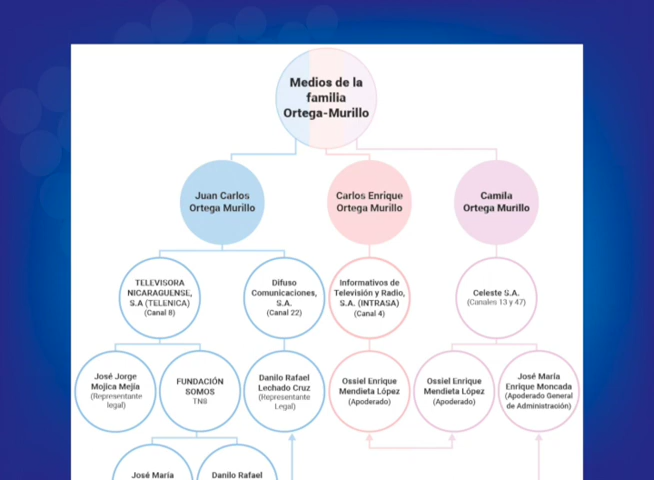 Medios de la
familia
Ortega-Murillo
Juan Carlos
Ortega Murillo
Carlos Enrique
Ortega Murillo
Camila
Ortega Murillo
TELEVISORA
NICARAGUENSE,
S.A (TELENICA)
(Canal 8)
Difuso
Comunicaciones,
S.A.
(Canal 22)
Informativos de
Televisión y Radio,
S.A. (INTRASA)
(Canal 4)
Celeste S.A.
(Canales 13 y 47)
José Jorge
Mojica Mejía
(Representante
legal)
FUNDACIÓN
SOMOS
TN8
Danilo Rafael
Lechado Cruz
(Representante
Legal)
Ossiel Enrique
Mendieta López
(Apoderado)
Ossiel Enrique
Mendieta López
(Apoderado)
José Maria
Enrique Moncada
(Apoderado General
de Administración)
José María
Danilo Rafael